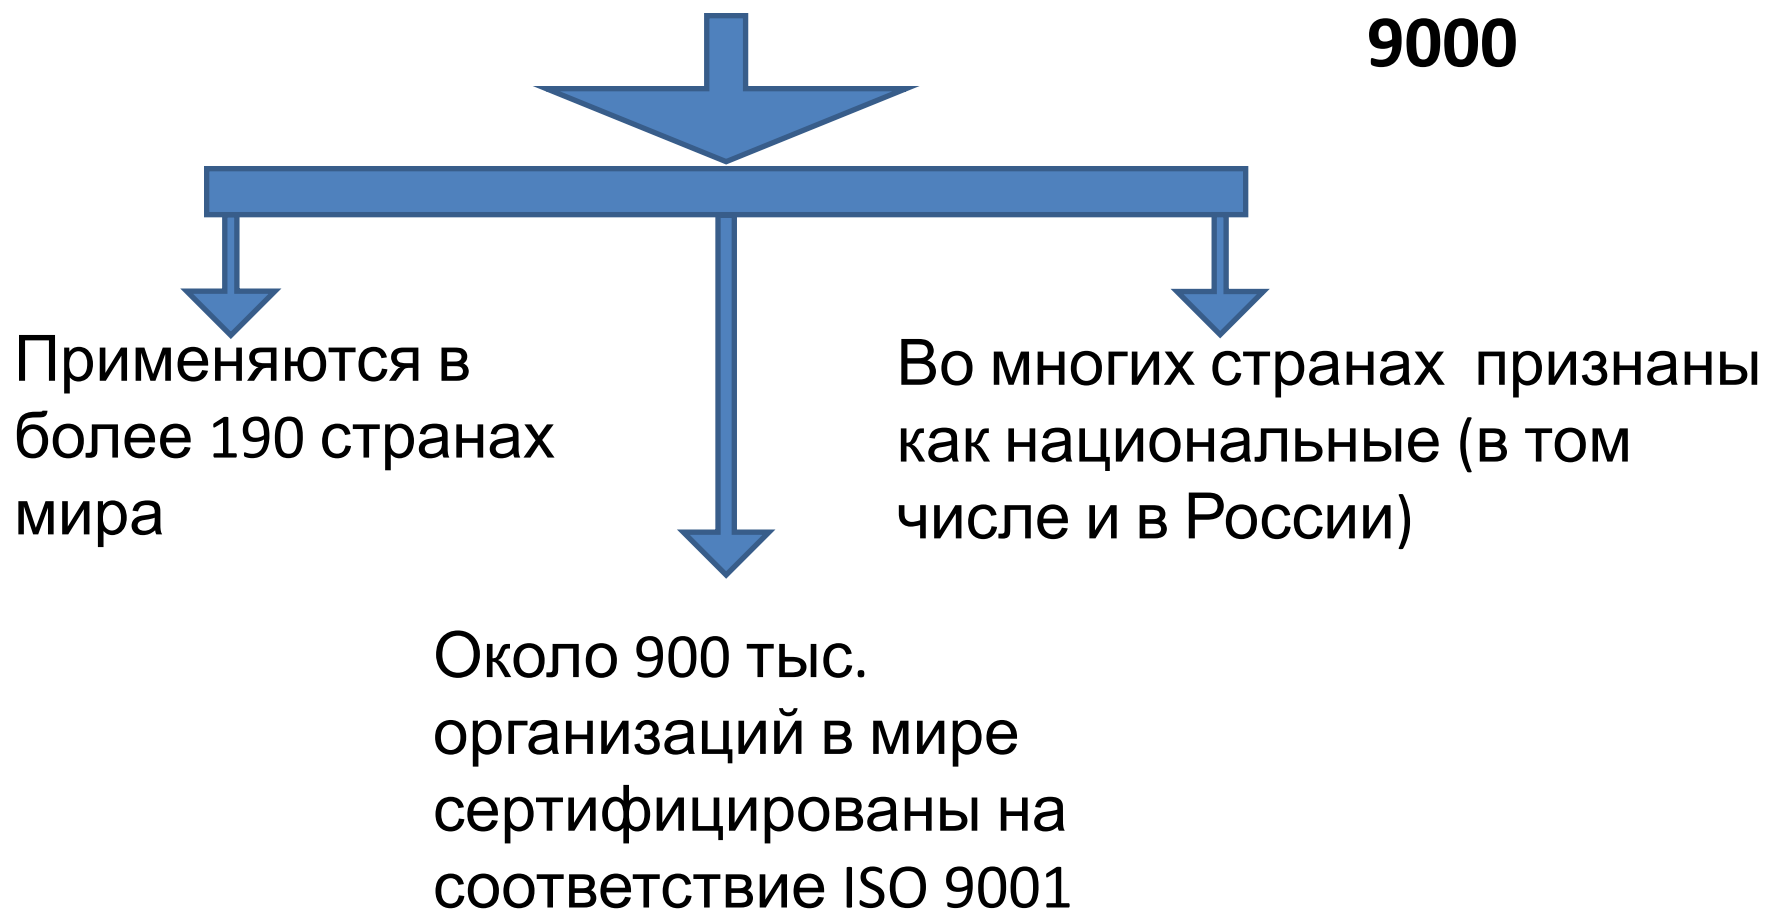 9000
Применяются в
более 190 странах
мира
Во многих странах признаны
как национальные (в том
числе и в России)
Около 900 тыс.
организаций в мире
сертифицированы на
соответствие ISO 9001